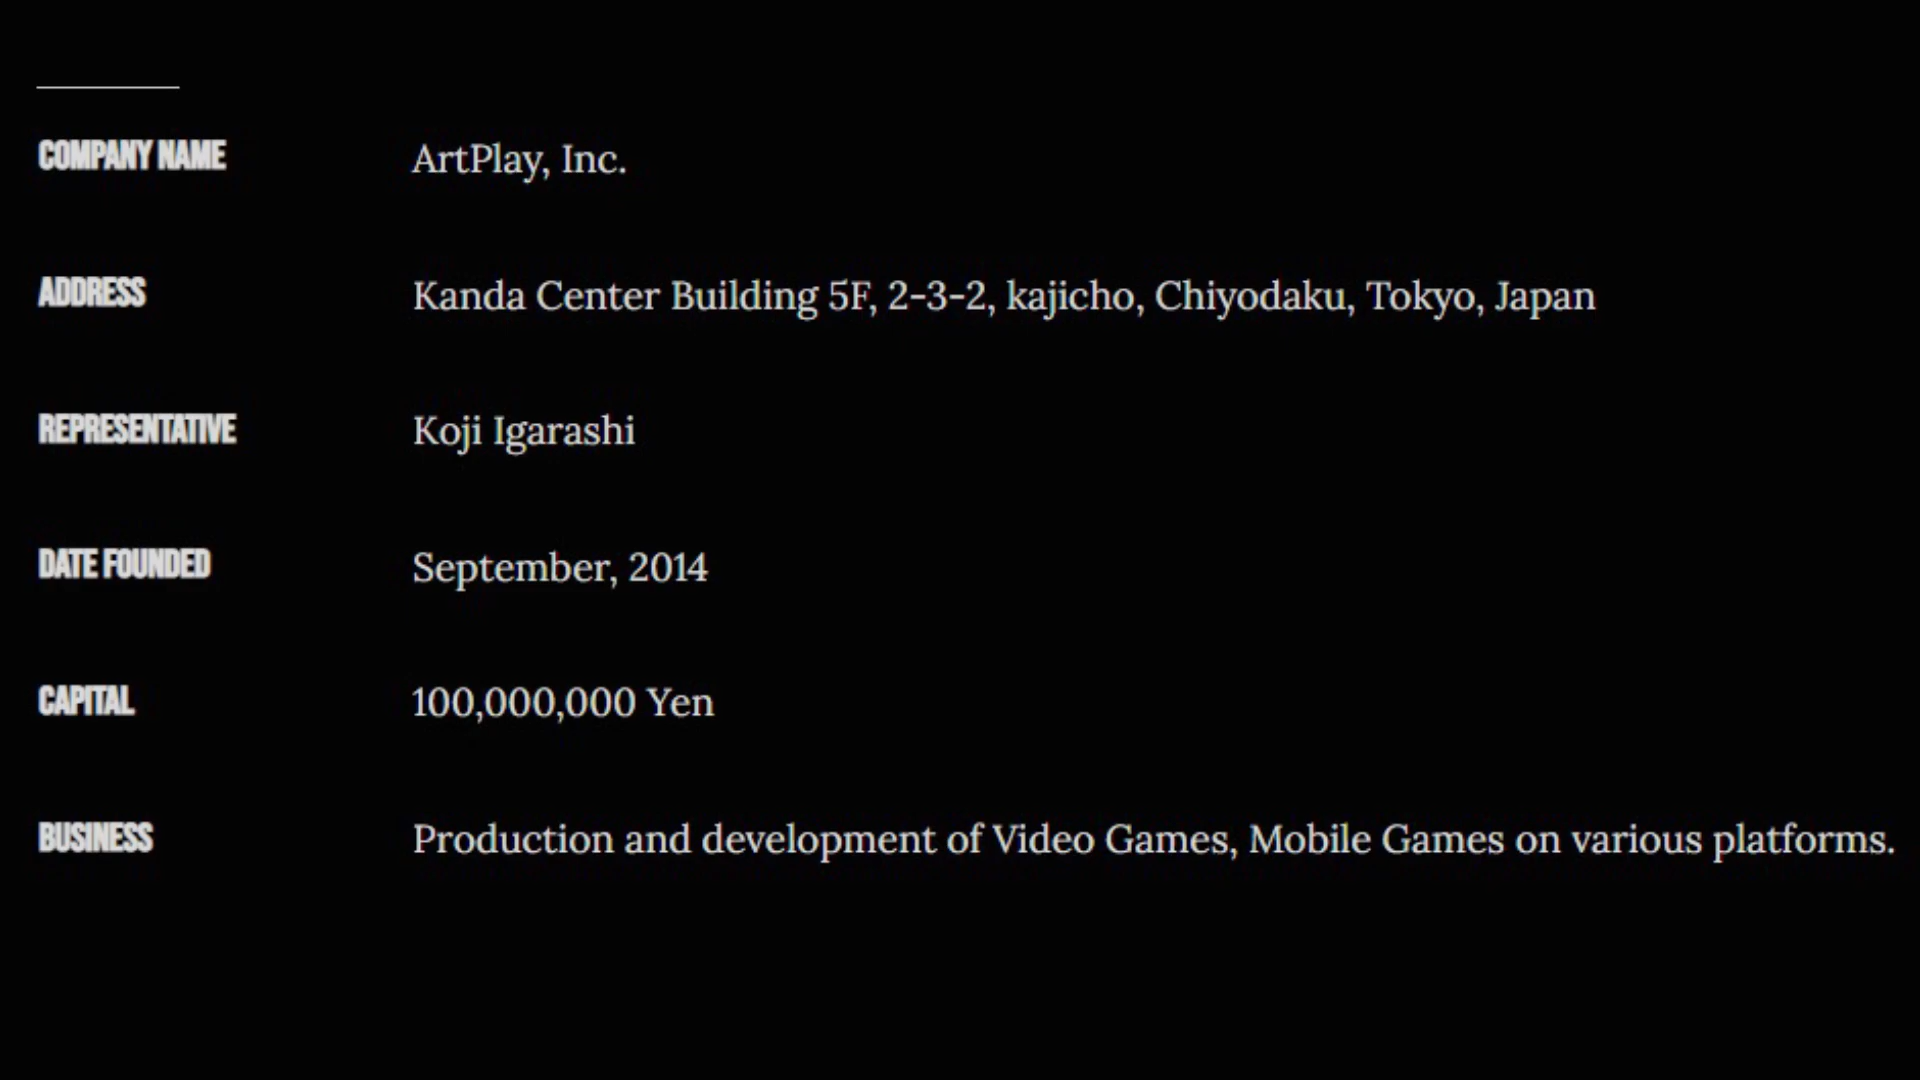 COMPANY NAME ArtPlay, Inc.
ADDRESS Kanda Center Building 5F, 2-3-2, kajicho, Chiyodaku, Tokyo, Japan
REPRESENTATIVE Koji Igarashi
DATE FOUNDED September, 2014
CAPITAL 100,000,000 Yen
BUSINESS Production and development of Video Games, Mobile Games on various platforms.